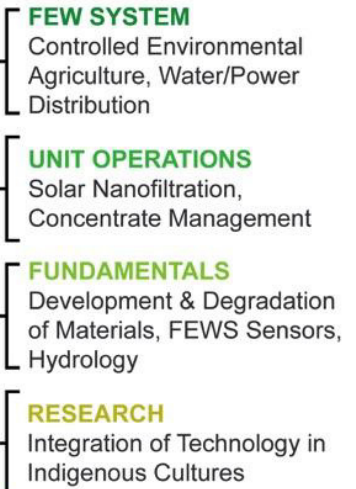 FEW SYSTEM
Controlled Environmental
Agriculture, Water/Power
Distribution
UNIT OPERATIONS
Solar Nanofiltration,
Concentrate Management
FUNDAMENTALS
Development & Degradation
of Materials, FEWS Sensors,
Hydrology
RESEARCH
Integration of Technology in
Indigenous Cultures